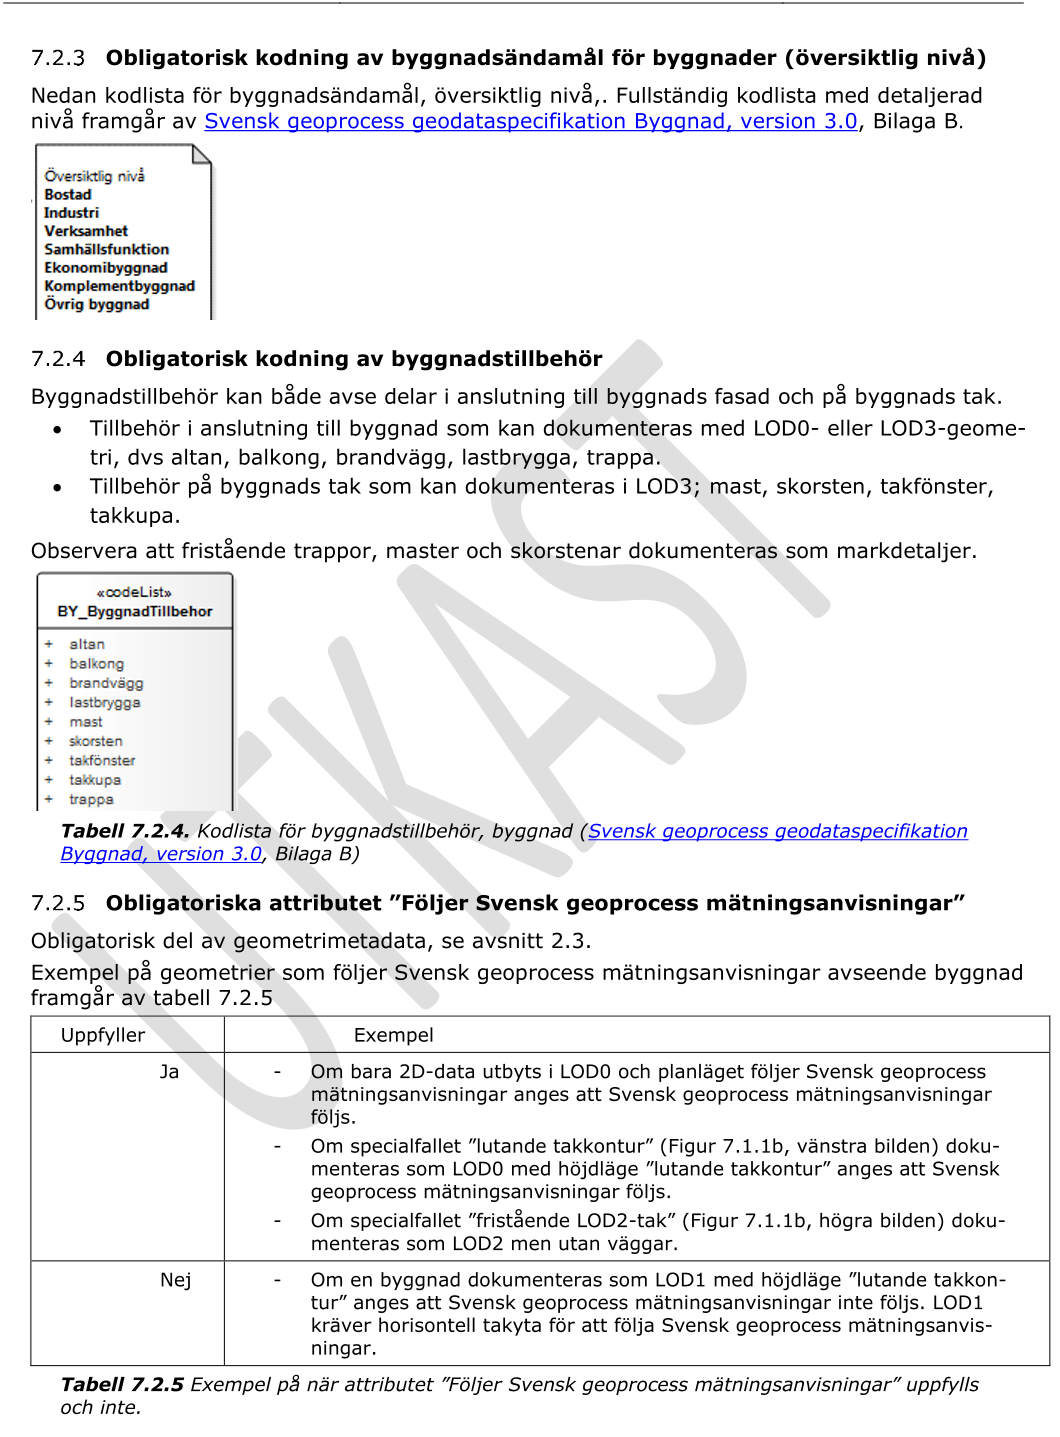 7.2.3 Obligatorisk kodning av byggnadsändamål för byggnader (översiktlig nivå)
Nedan kodlista för byggnadsändamål, översiktlig nivå,. Fullständig kodlista med detaljerad
nivå framgår av Svensk geoprocess geodataspecifikation Byggnad, version 3.0, Bilaga B.
Översiktlig nivå
Bostad
Industri
Verksamhet
Samhällsfunktion
Ekonomibyggnad
Komplementbyggnad
Övrig byggnad
7.2.4 Obligatorisk kodning av byggnadstillbehör
Byggnadstillbehör kan både avse delar i anslutning till byggnads fasad och på byggnads tak.
• Tillbehör i anslutning till byggnad som kan dokumenteras med LOD0- eller LOD3-geome-
tri, dvs altan, balkong, brandvägg, lastbrygga, trappa.
• Tillbehör på byggnads tak som kan dokumenteras i LOD3; mast, skorsten, takfönster,
takkupa.
Observera att fristående trappor, master och skorstenar dokumenteras som markdetaljer.
«codeList»
BY_ByggnadTillbehor
+ altan
+ balkong
+ brandvägg
+ lastbrygga
+ mast
+ skorsten
+ takfönster
+ takkupa
+ trappa
Tabell 7.2.4. Kodlista för byggnadstillbehör, byggnad (Svensk geoprocess geodataspecifikation
Byggnad, version 3.0, Bilaga B)
7.2.5 Obligatoriska attributet ”Följer Svensk geoprocess mätningsanvisningar”
Obligatorisk del av geometrimetadata, se avsnitt 2.3.
Exempel på geometrier som följer Svensk geoprocess mätningsanvisningar avseende byggnad
framgår av tabell 7.2.5
Uppfyller Exempel
Ja - Om bara 2D-data utbyts i LOD0 och planläget följer Svensk geoprocess
mätningsanvisningar anges att Svensk geoprocess mätningsanvisningar
följs.
- Om specialfallet ”lutande takkontur” (Figur 7.1.1b, vänstra bilden) doku-
menteras som LOD0 med höjdläge ”lutande takkontur” anges att Svensk
geoprocess mätningsanvisningar följs.
- Om specialfallet ”fristående LOD2-tak” (Figur 7.1.1b, högra bilden) doku-
menteras som LOD2 men utan väggar.
Nej - Om en byggnad dokumenteras som LOD1 med höjdläge ”lutande takkon-
tur” anges att Svensk geoprocess mätningsanvisningar inte följs. LOD1
kräver horisontell takyta för att följa Svensk geoprocess mätningsanvis-
ningar.
Tabell 7.2.5 Exempel på när attributet ”Följer Svensk geoprocess mätningsanvisningar” uppfylls
och inte.
UTKAST